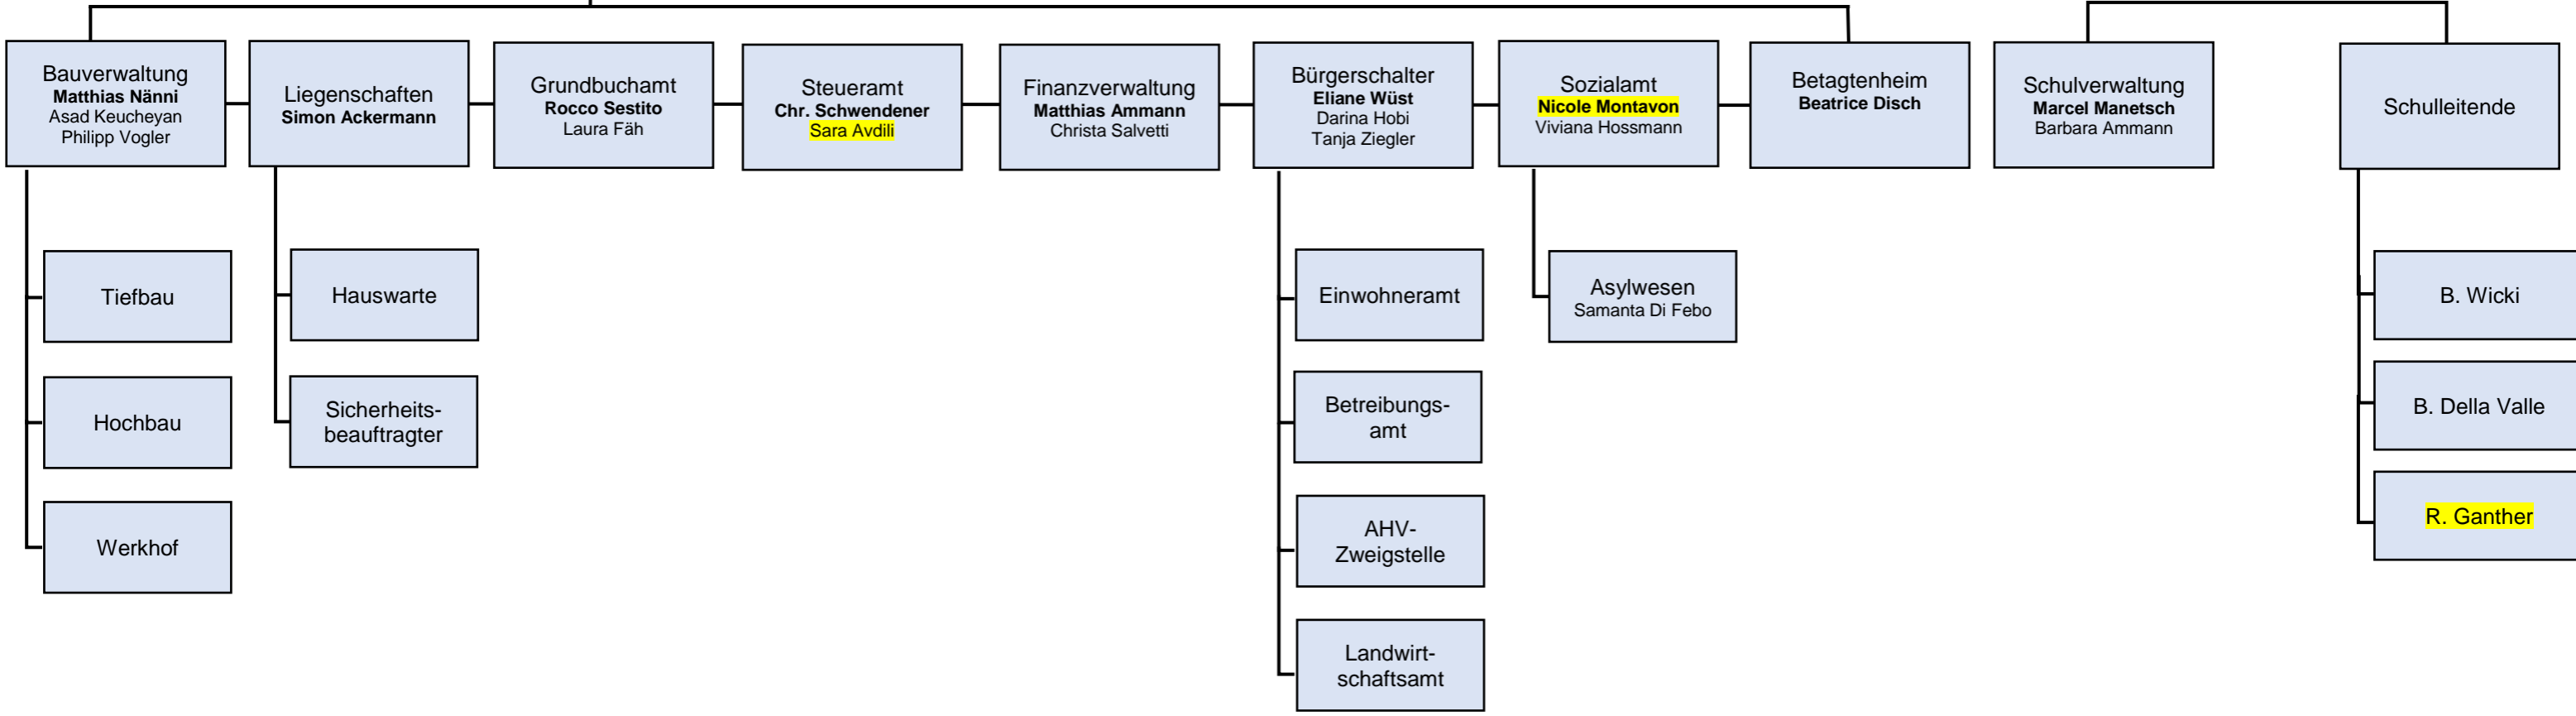 Bauverwaltung
Matthias Nänni
Asad Keucheyan
Philipp Vogler
Liegenschaften
Simon Ackermann
Grundbuchamt
Rocco Sestito
Laura Fäh
Steueramt
Chr. Schwendener
Sara Avdili
Finanzverwaltung
Matthias Ammann
Christa Salvetti
Bürgerschalter
Eliane Wüst
Darina Hobi
Tanja Ziegler
Sozialamt
Nicole Montavon
Viviana Hossmann
Betagtenheim
Beatrice Disch
Schulverwaltung
Marcel Manetsch
Barbara Ammann
Schulleitende
Tiefbau
Hochbau
Werkhof
Hauswarte
Sicherheits-
beauftragter
Einwohneramt
Betreibungs-
amt
AHV-
Zweigstelle
Landwirt-
schaftsamt
Asylwesen
Samanta Di Febo
B. Wicki
B. Della Valle
R. Ganther